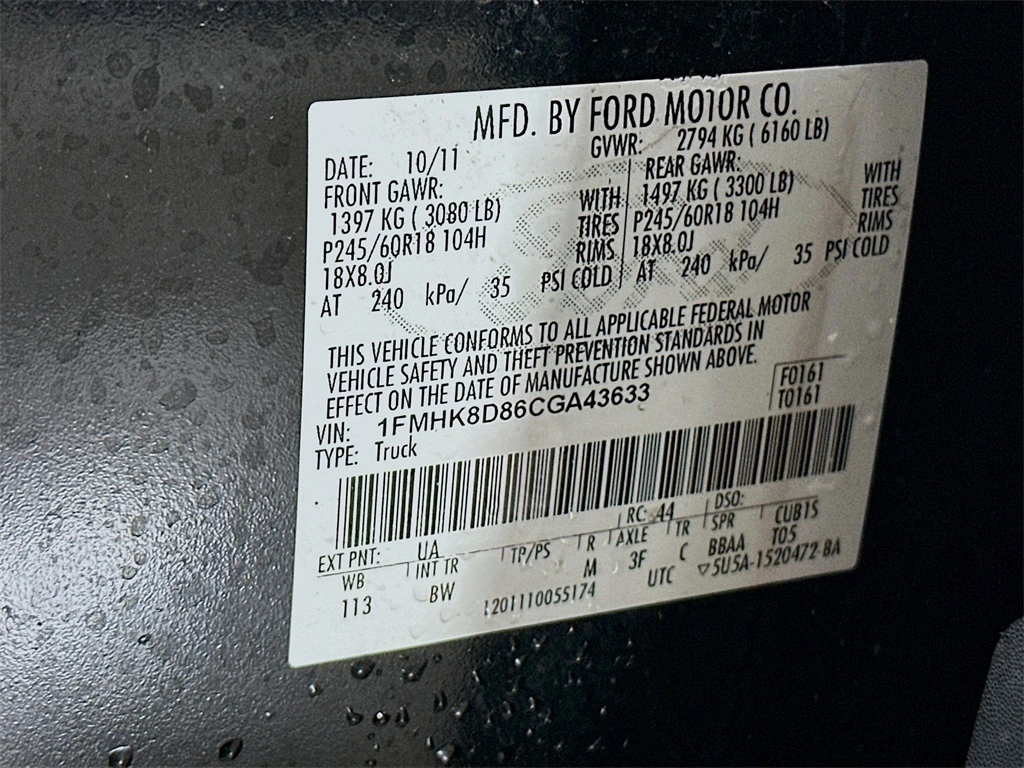 MFD. BY FORD MOTOR CO.
DATE: 10/11 GVWR: 2794 KG ( 6160 LB)
FRONT GAWR: REAR GAWR:
1397 KG ( 3080 LB) WITH 1497 KG ( 3300 LB) WITH
P245/60R18 104H TIRES P245/60R18 104H TIRES
18X8.0J RIMS 18X8.0J RIMS
AT 240 kPa/ 35 PSI COLD AT 240 kPa/ 35 PSI COLD
THIS VEHICLE CONFORMS TO ALL APPLICABLE FEDERAL MOTOR
VEHICLE SAFETY AND THEFT PREVENTION STANDARDS IN
EFFECT ON THE DATE OF MANUFACTURE SHOWN ABOVE.
VIN: 1FMHK8D86CGA43633 F0161
TYPE: Truck T0161
EXT PNT: UA RC: 44 DSO:
WB INT TR TP/PS R AXLE TR SPR CUB1S
113 BW M 3F C BBAA T05
1201110055174 UTC ▽5U5A-1520472-BA